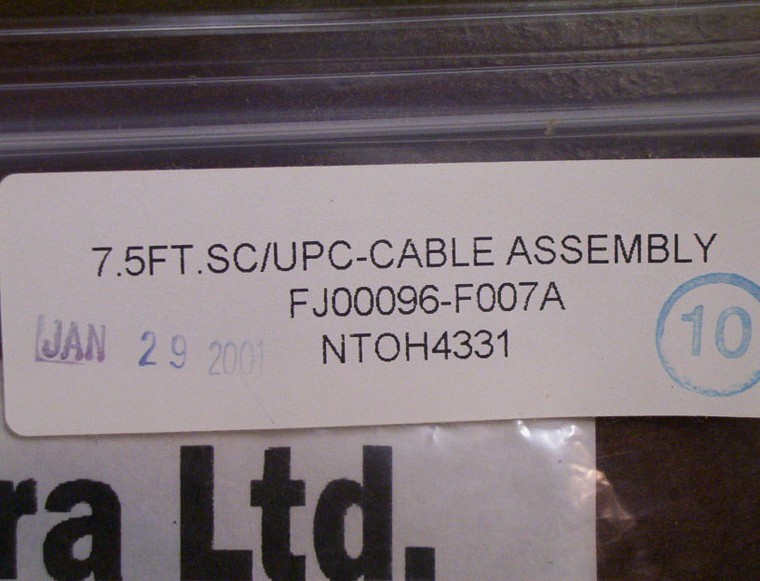 7.5FT.SC/UPC-CABLE ASSEMBLY
FJ00096-F007A
NTOH4331
JAN 29 2001
10
ra Ltd.